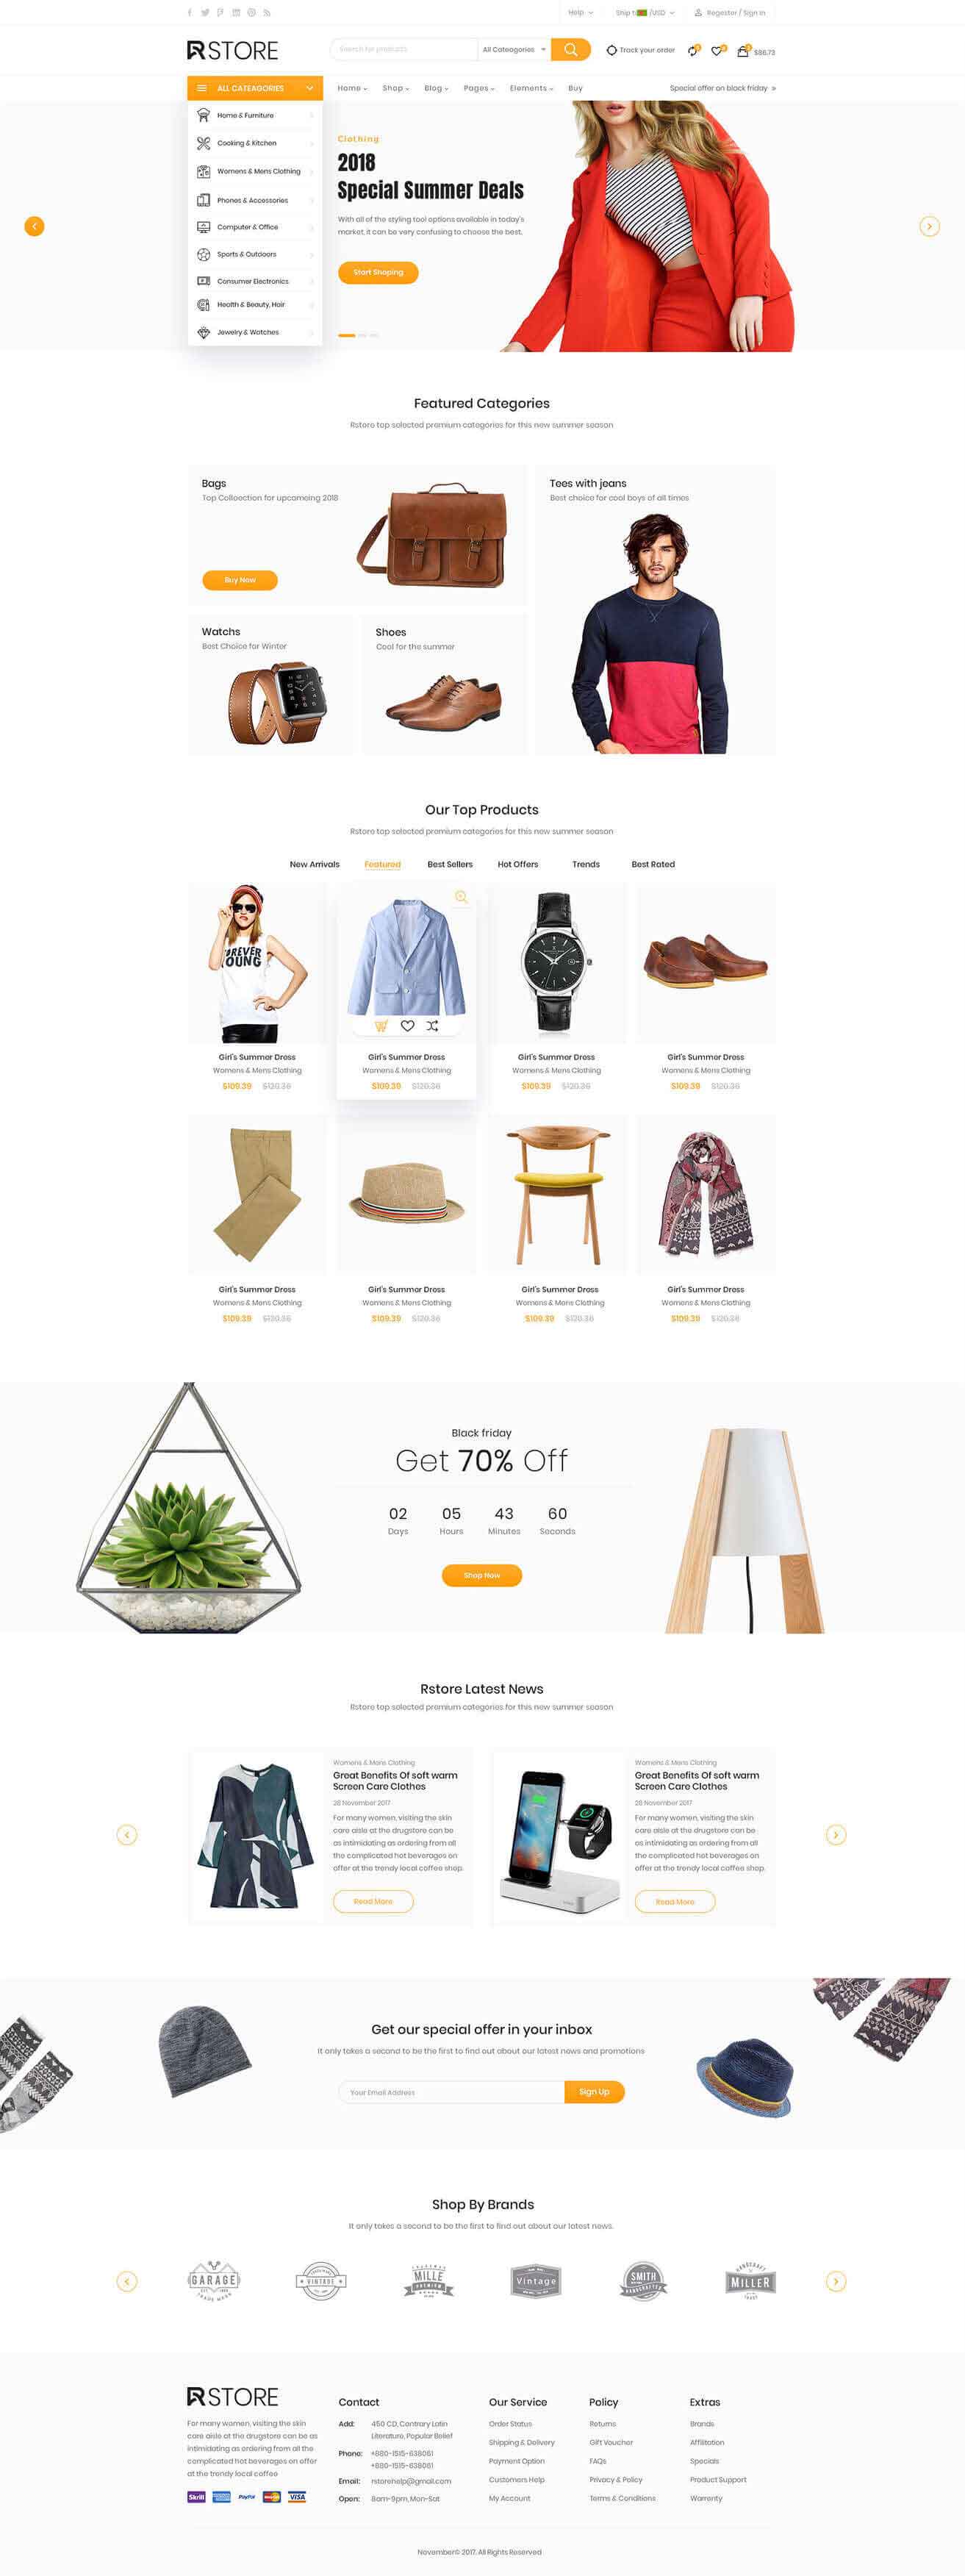 Help
Ship to /USD
Regester / Sign in
RSTORE
Search for products
All Cateogories
Track your order
$86.73
ALL CATEAGORIES
Home
Shop
Blog
Pages
Elements
Buy
Special offer on black friday »
Home & Furniture
Cooking & Kitchen
Womens & Mens Clothing
Phones & Accessories
Computer & Office
Sports & Outdoors
Consumer Electronics
Health & Beauty, Hair
Jewelry & Watches
Clothing
2018
Special Summer Deals
With all of the styling tool options available in today's
market, it can be very confusing to choose the best.
Start Shoping
Featured Categories
Rstore top selected premium categories for this new summer season
Bags
Top Colloection for upcameing 2018
Buy Now
Tees with jeans
Best choice for cool boys of all times
Watchs
Best Choice for Winter
Shoes
Cool for the summer
Our Top Products
Rstore top selected premium categories for this new summer season
New Arrivals
Featured
Best Sellers
Hot Offers
Trends
Best Rated
OREVER
OUNG
Girl's Summer Dress
Womens & Mens Clothing
$109.39 $120.36
Girl's Summer Dress
Womens & Mens Clothing
$109.39 $120.36
Girl's Summer Dress
Womens & Mens Clothing
$109.39 $120.36
Girl's Summer Dress
Womens & Mens Clothing
$109.39 $120.36
Girl's Summer Dress
Womens & Mens Clothing
$109.39 $120.36
Girl's Summer Dress
Womens & Mens Clothing
$109.39 $120.36
Girl's Summer Dress
Womens & Mens Clothing
$109.39 $120.36
Girl's Summer Dress
Womens & Mens Clothing
$109.39 $120.36
Black friday
Get 70% Off
02 05 43 60
Days Hours Minutes Seconds
Shop Now
Rstore Latest News
Rstore top selected premium categories for this new summer season
Womens & Mens Clothing
Great Benefits Of soft warm
Screen Care Clothes
28 November 2017
For many women, visiting the skin
care aisle at the drugstore can be
as intimidating as ordering from all
the complicated hot beverages on
offer at the trendy local coffee shop.
Read More
Womens & Mens Clothing
Great Benefits Of soft warm
Screen Care Clothes
28 November 2017
For many women, visiting the skin
care aisle at the drugstore can be
as intimidating as ordering from all
the complicated hot beverages on
offer at the trendy local coffee shop.
Read More
Get our special offer in your inbox
It only takes a second to be the first to find out about our latest news and promotions
Your Email Address
Sign Up
Shop By Brands
It only takes a second to be the first to find out about our latest news.
GARAGE
TRADE MARK
VINTAGE
MILLE
PREMIUM
Vintage
SMITH
HANDCRAFTED
HANDCRAFT
MILLER
RSTORE
For many women, visiting the skin
care aisle at the drugstore can be as
intimidating as ordering from all the
complicated hot beverages on offer
at the trendy local coffee
Skrill
PayPal
VISA
Contact
Add: 450 CD, Contrary Latin
Literature, Popular Belief
Phone: +880-1515-638061
+880-1515-638061
Email: rstorehelp@gmail.com
Open: 8am-9pm, Mon-Sat
Our Service
Order Status
Shipping & Delivery
Payment Option
Customers Help
My Account
Policy
Returns
Gift Voucher
FAQs
Privacy & Policy
Terms & Conditions
Extras
Brands
Affilitation
Specials
Product Support
Warrenty
November© 2017. All Rights Reserved